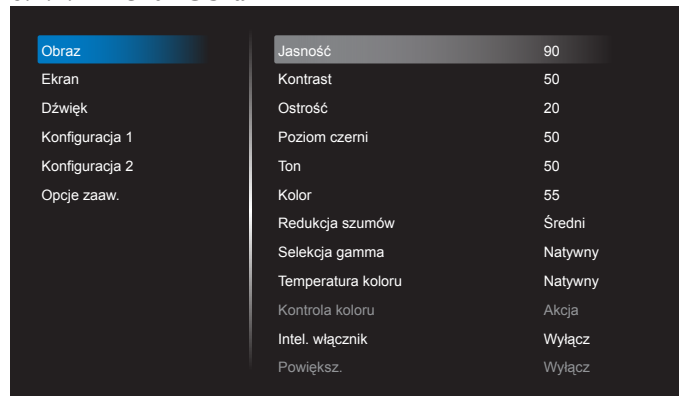 Obraz
Ekran
Dźwięk
Konfiguracja 1
Konfiguracja 2
Opcje zaaw.
Jasność 90
Kontrast 50
Ostrość 20
Poziom czerni 50
Ton 50
Kolor 55
Redukcja szumów Średni
Selekcja gamma Natywny
Temperatura koloru Natywny
Kontrola koloru Akcja
Intel. włącznik Wyłącz
Powiększ. Wyłącz